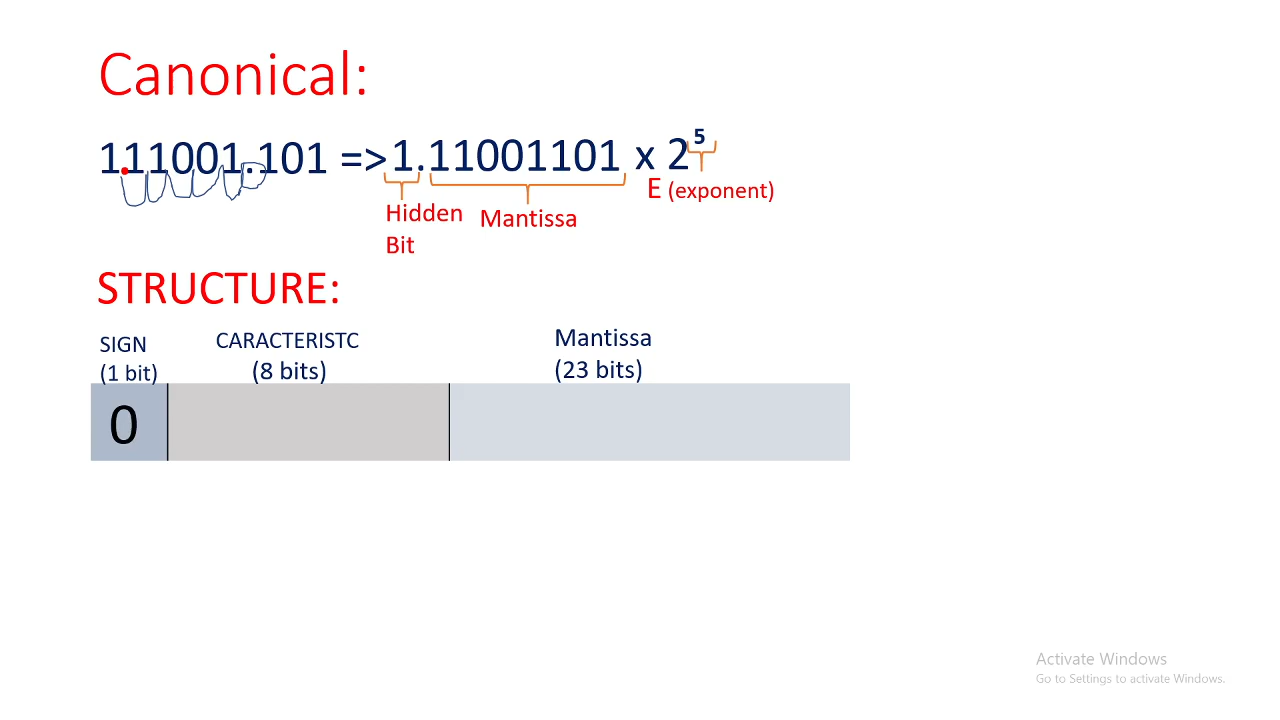 Canonical:
111001.101 => 1.11001101 x 2⁵
E (exponent)
Hidden
Bit
Mantissa
STRUCTURE:
SIGN
(1 bit)
CARACTERISTC
(8 bits)
Mantissa
(23 bits)
0
Activate Windows
Go to Settings to activate Windows.